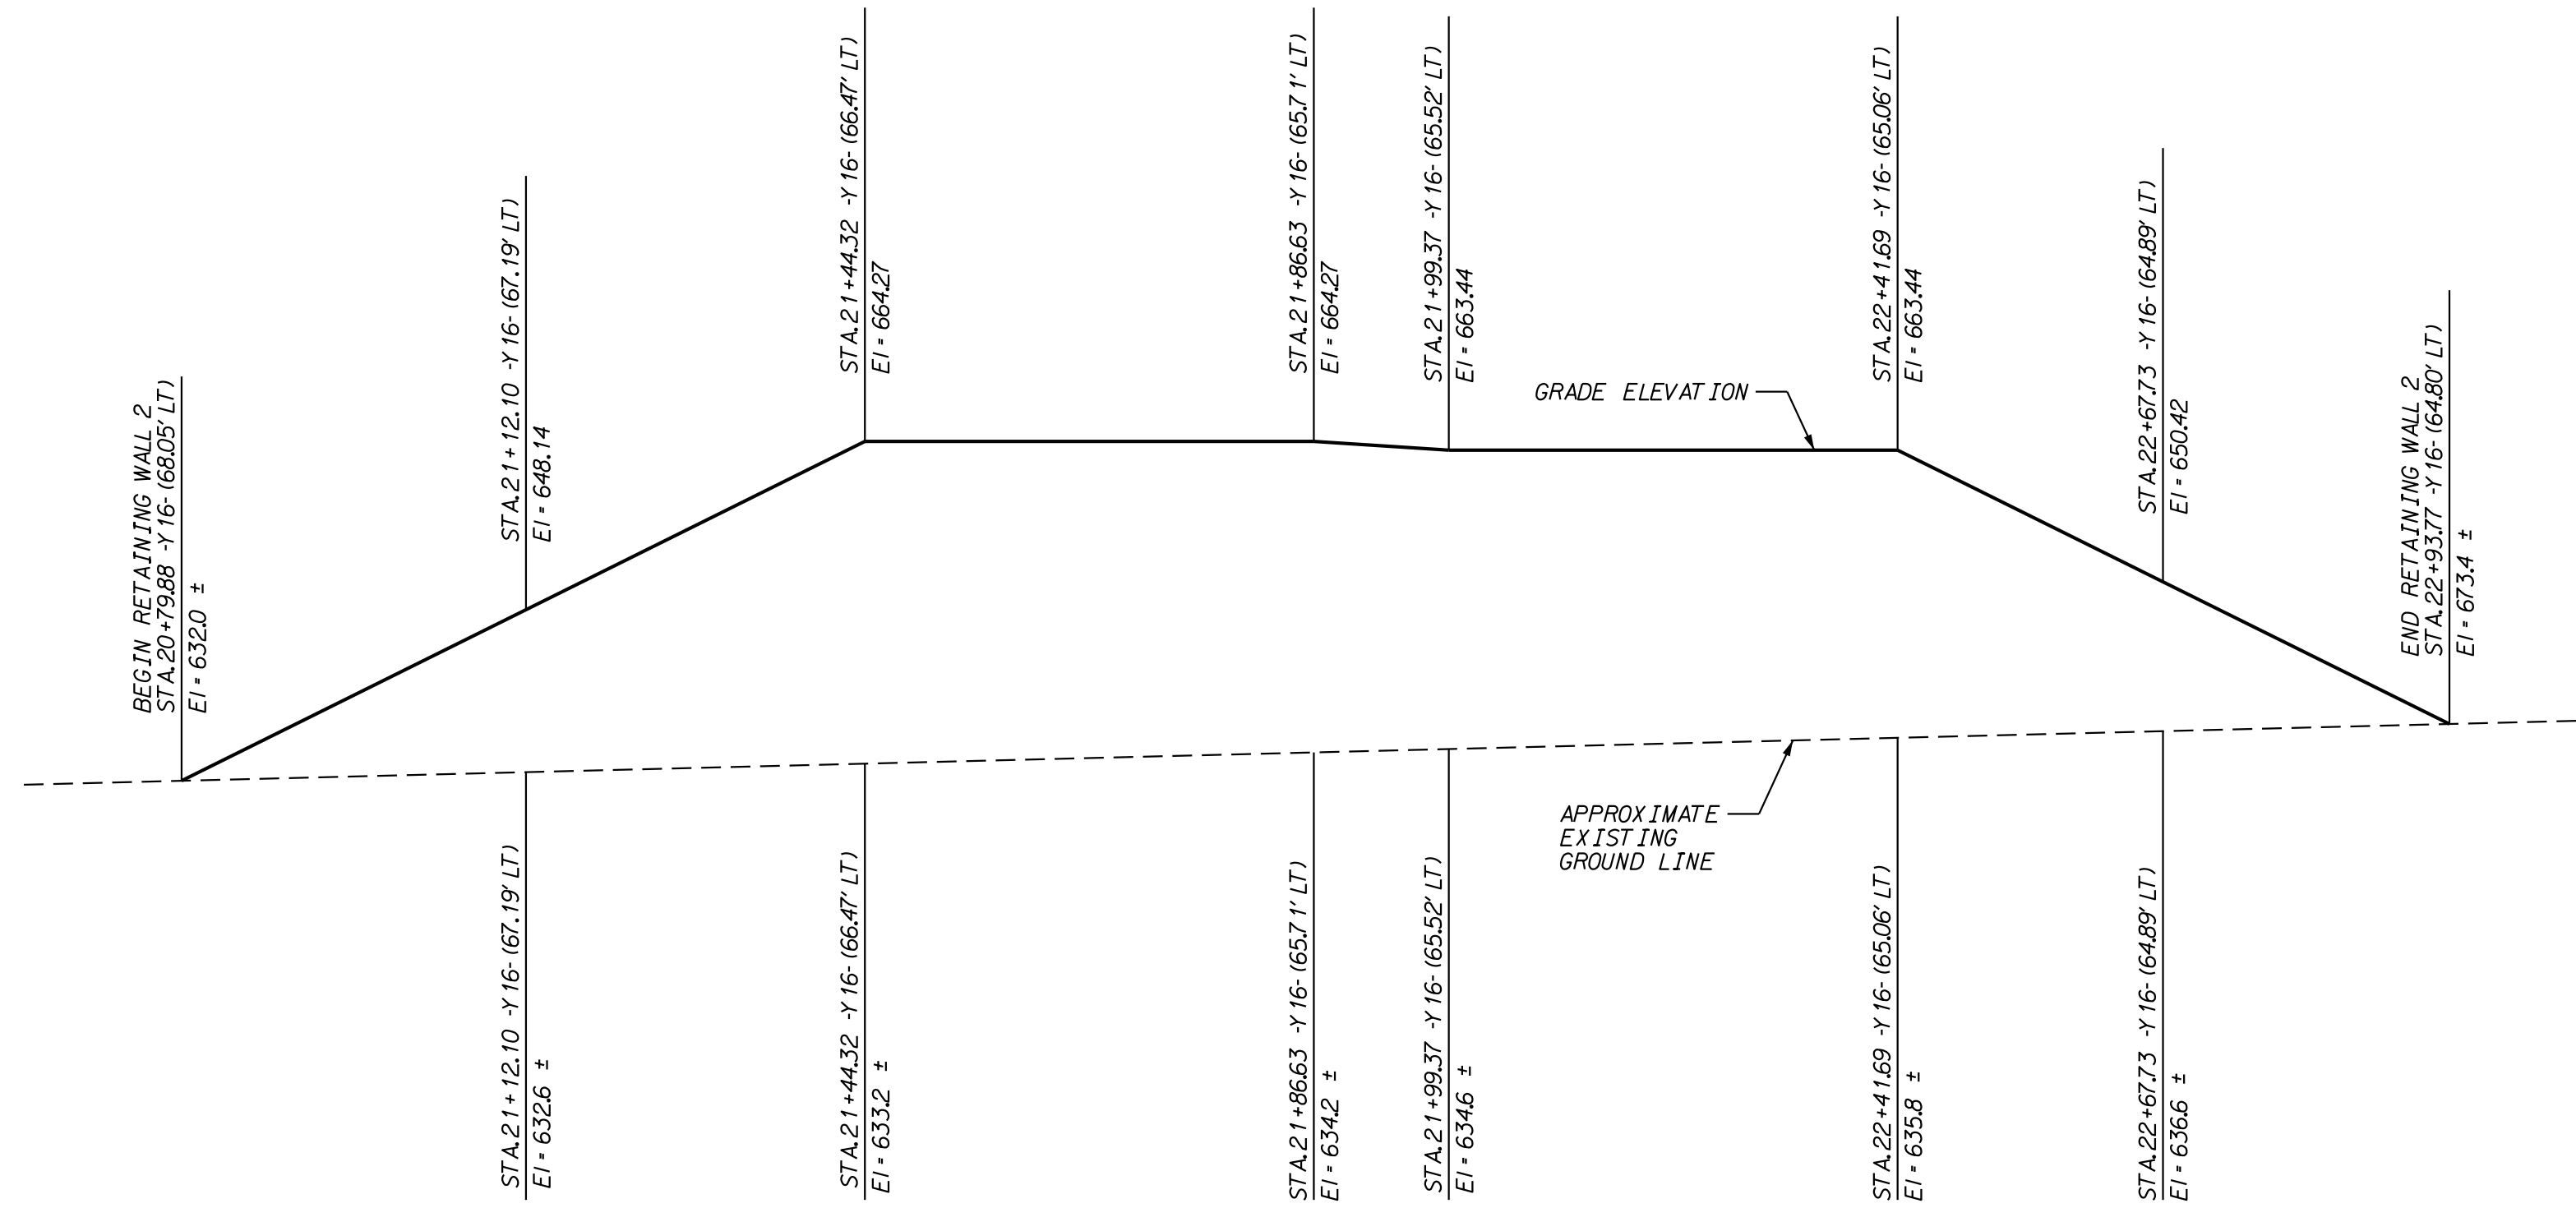 BEGIN RETAINING WALL 2
STA. 20+79.88 -Y16- (68.05' LT)
El = 632.0 ±
STA. 21+12.10 -Y16- (67.19' LT)
El = 648.14
STA. 21+44.32 -Y16- (66.47' LT)
El = 664.27
STA. 21+86.63 -Y16- (65.71' LT)
El = 664.27
STA. 21+99.37 -Y16- (65.52' LT)
El = 663.44
STA. 22+41.69 -Y16- (65.06' LT)
El = 663.44
STA. 22+67.73 -Y16- (64.89' LT)
El = 650.42
END RETAINING WALL 2
STA. 22+93.77 -Y16- (64.80' LT)
El = 673.4 ±
GRADE ELEVATION
APPROXIMATE
EXISTING
GROUND LINE
STA. 21+12.10 -Y16- (67.19' LT)
El = 632.6 ±
STA. 21+44.32 -Y16- (66.47' LT)
El = 633.2 ±
STA. 21+86.63 -Y16- (65.71' LT)
El = 634.2 ±
STA. 21+99.37 -Y16- (65.52' LT)
El = 634.6 ±
STA. 22+41.69 -Y16- (65.06' LT)
El = 635.8 ±
STA. 22+67.73 -Y16- (64.89' LT)
El = 636.6 ±